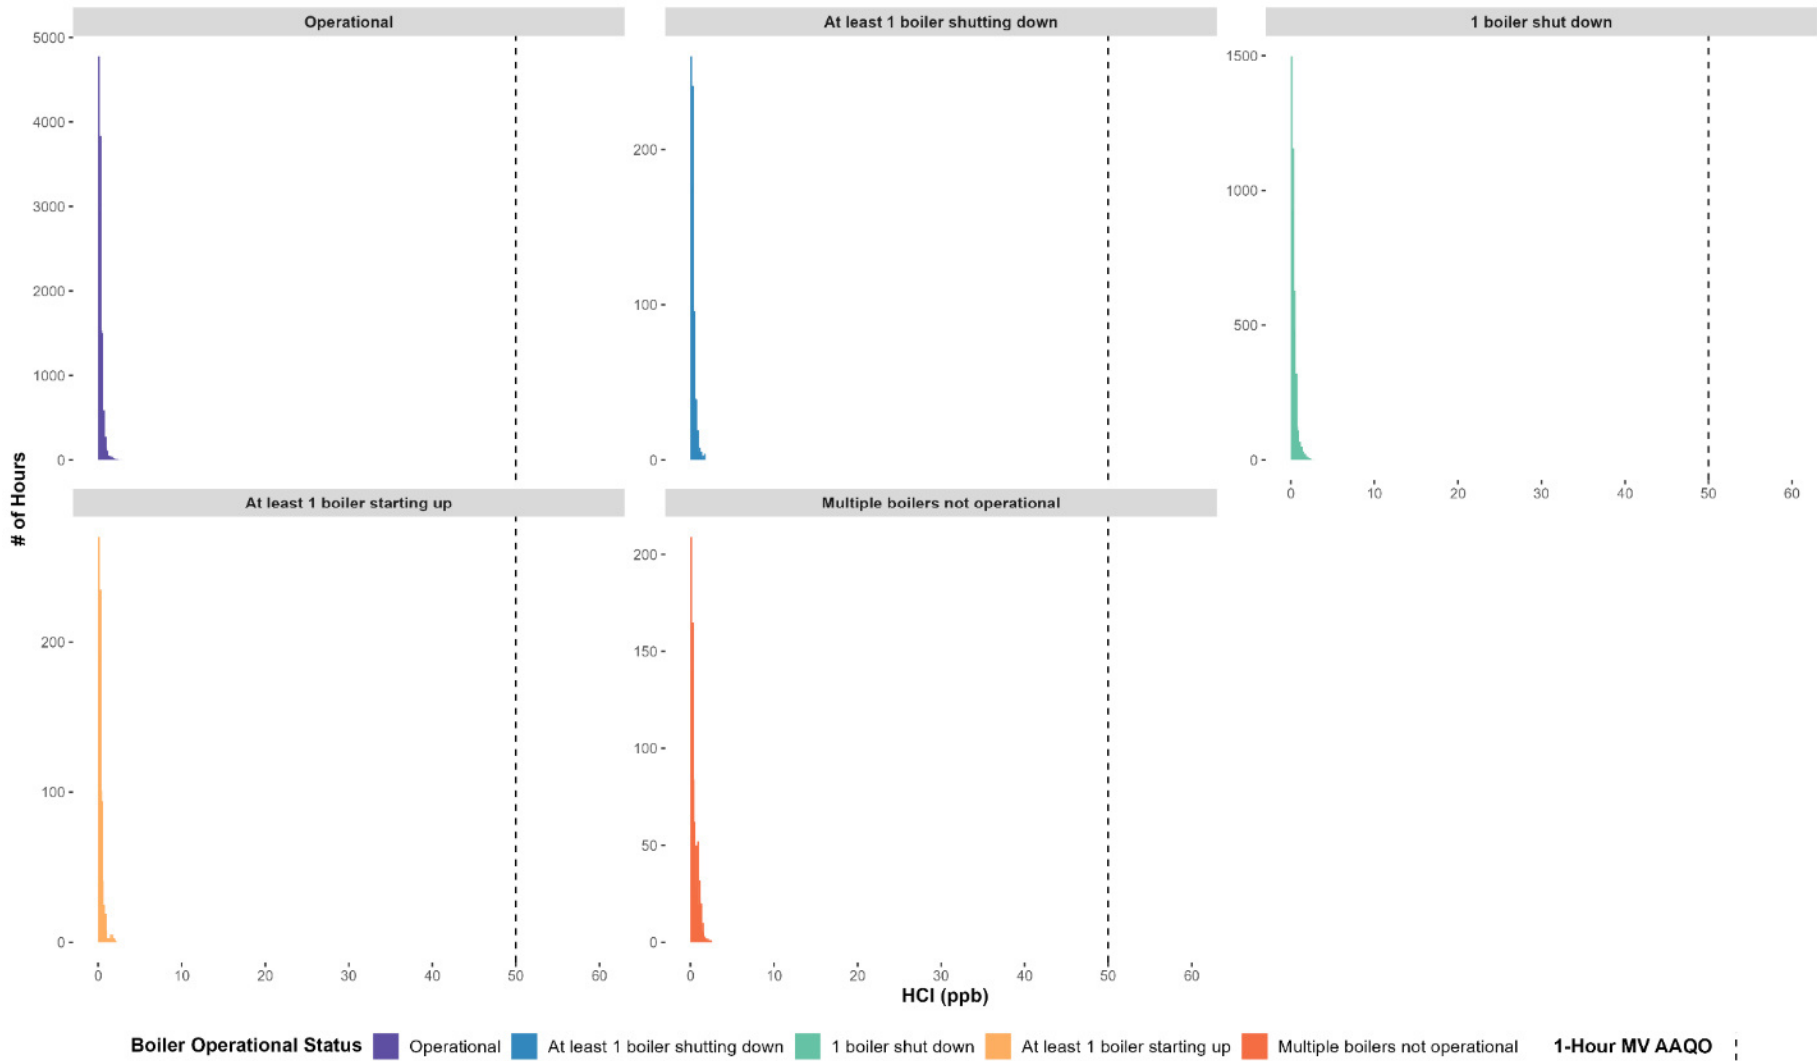 Operational
At least 1 boiler shutting down
1 boiler shut down
5000
4000
3000
2000
1000
0
200
100
0
1500
1000
500
0
0 10 20 30 40 50 60
# of Hours
At least 1 boiler starting up
Multiple boilers not operational
200
100
0
200
150
100
50
0
0 10 20 30 40 50 60
0 10 20 30 40 50 60
HCl (ppb)
Boiler Operational Status Operational At least 1 boiler shutting down 1 boiler shut down At least 1 boiler starting up Multiple boilers not operational 1-Hour MV AAQO